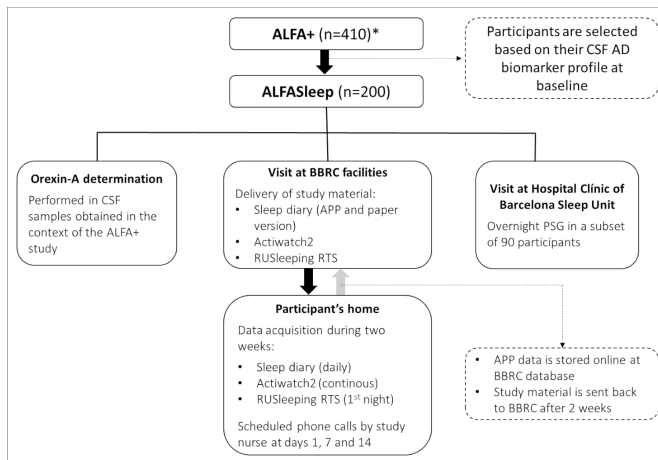 ALFA+ (n=410)*
Participants are selected
based on their CSF AD
biomarker profile at
baseline
ALFASleep (n=200)
Orexin-A determination
Performed in CSF
samples obtained in the
context of the ALFA+
study
Visit at BBRC facilities
Delivery of study material:
• Sleep diary (APP and paper
version)
• Actiwatch2
• RUSleeping RTS
Visit at Hospital Clínic of
Barcelona Sleep Unit
Overnight PSG in a subset
of 90 participants
Participant's home
Data acquisition during two
weeks:
• Sleep diary (daily)
• Actiwatch2 (continous)
• RUSleeping RTS (1st night)
Scheduled phone calls by study
nurse at days 1, 7 and 14
• APP data is stored online at
BBRC database
• Study material is sent back
to BBRC after 2 weeks